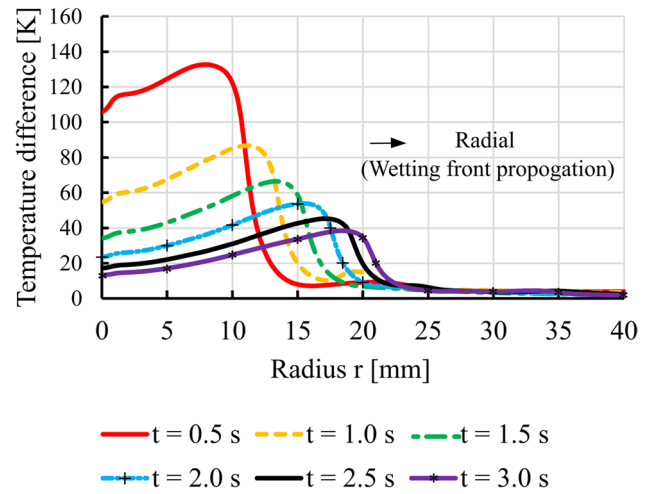 Temperature difference [K]
160
140
120
100
80
60
40
20
0
Radial
(Wetting front propogation)
0 5 10 15 20 25 30 35 40
Radius r [mm]
t = 0.5 s t = 1.0 s t = 1.5 s
t = 2.0 s t = 2.5 s t = 3.0 s